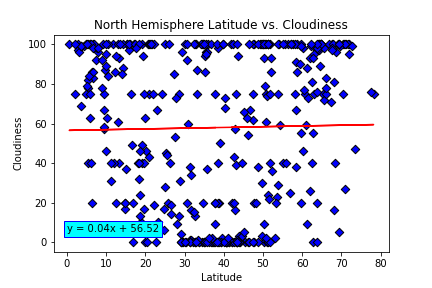 North Hemisphere Latitude vs. Cloudiness
100
80
60
40
20
0
Cloudiness
y = 0.04x + 56.52
0 10 20 30 40 50 60 70 80
Latitude